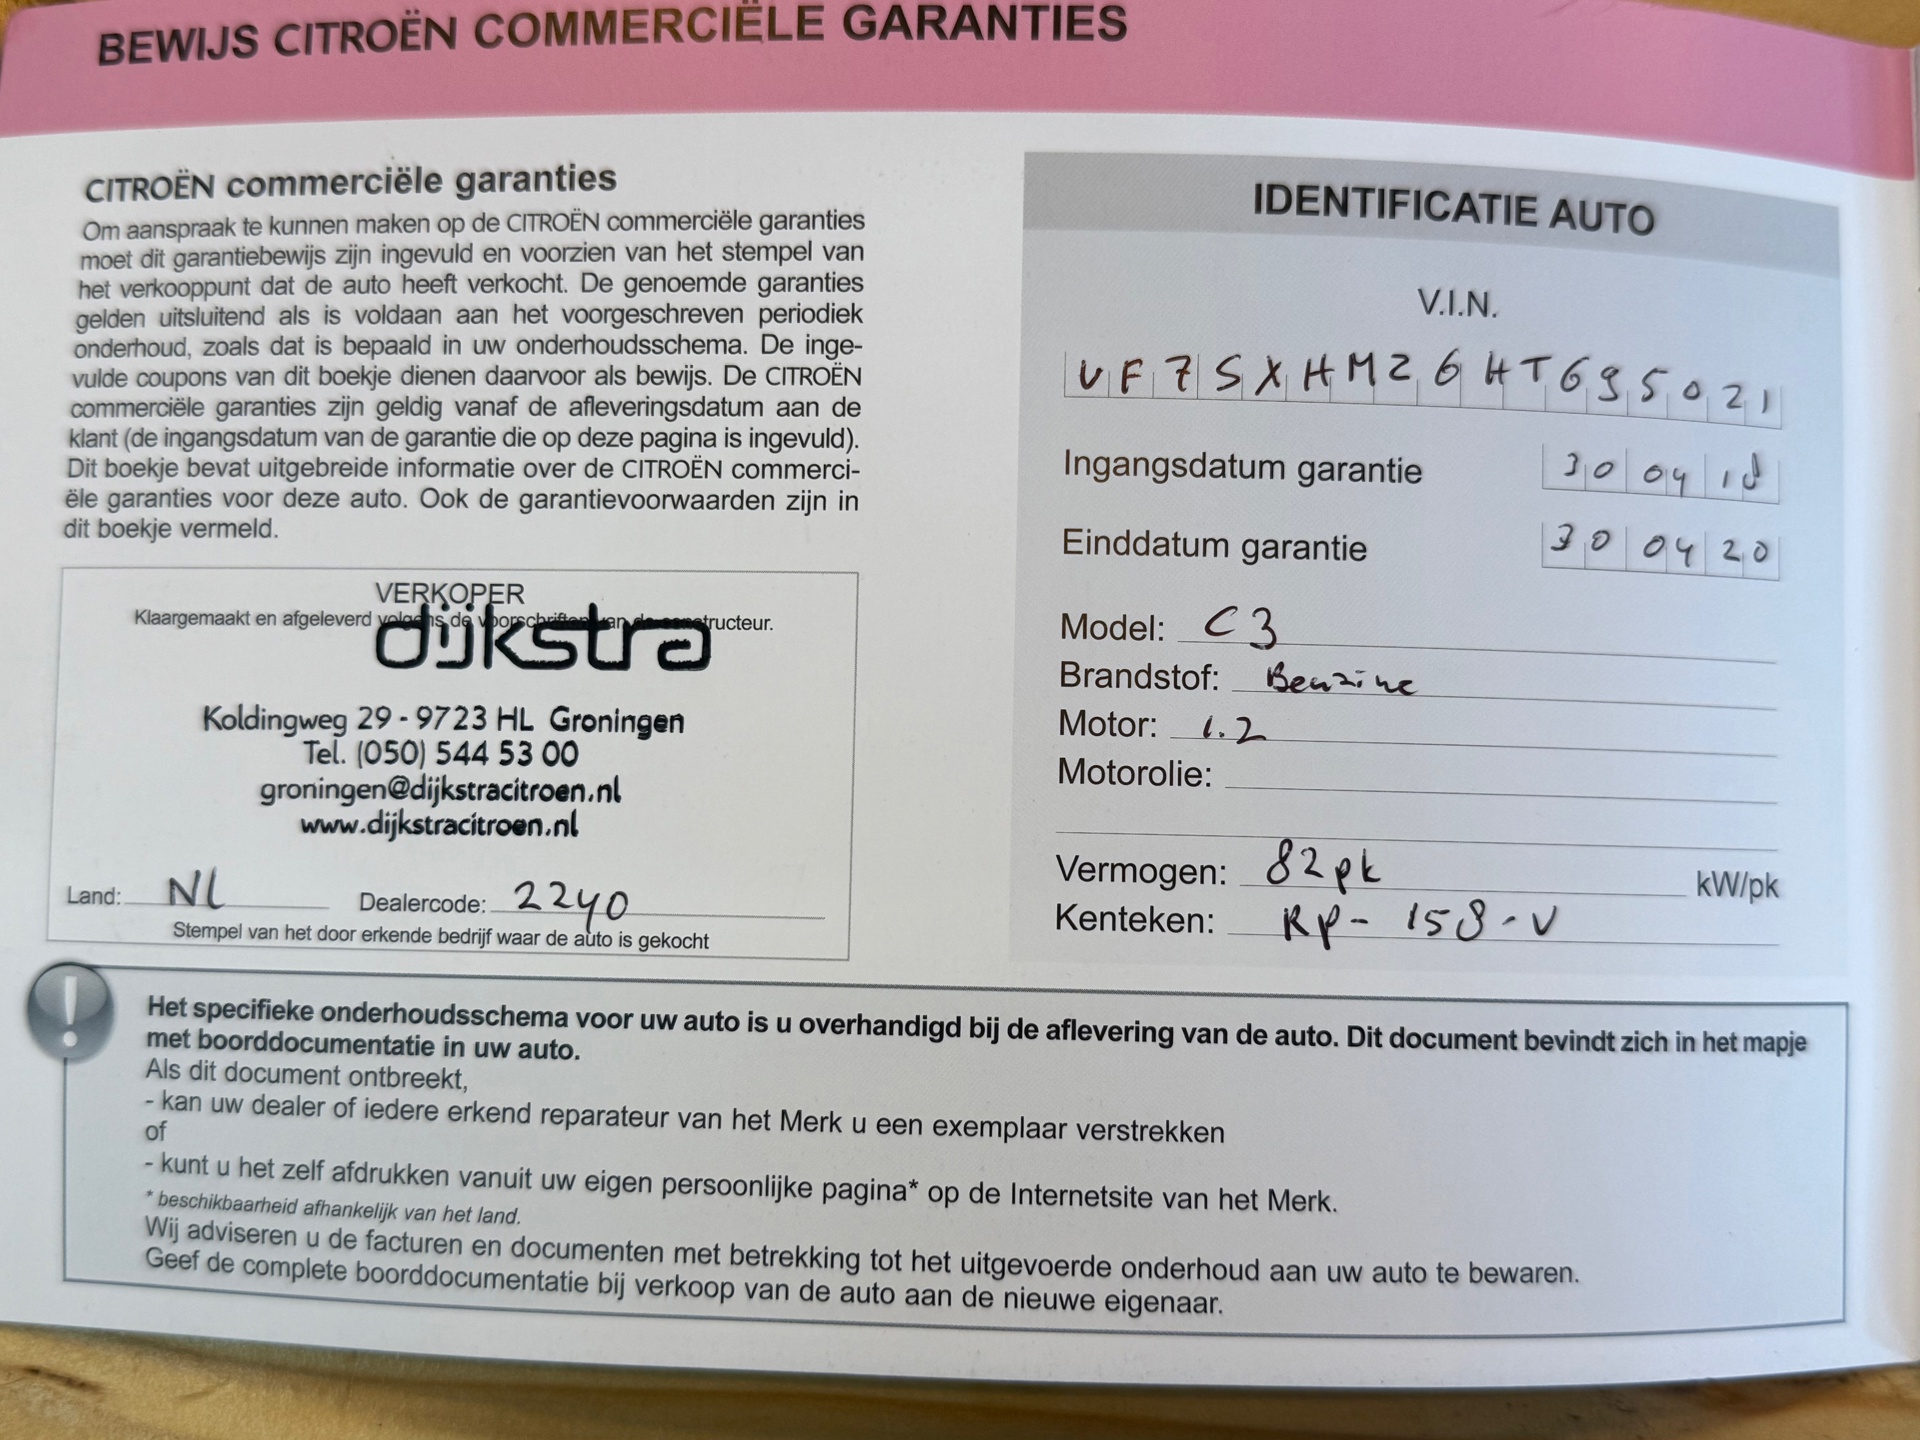 BEWIJS CITROËN COMMERCIËLE GARANTIES
CITROËN commerciële garanties
Om aanspraak te kunnen maken op de CITROËN commerciële garanties
moet dit garantiebewijs zijn ingevuld en voorzien van het stempel van
het verkooppunt dat de auto heeft verkocht. De genoemde garanties
gelden uitsluitend als is voldaan aan het voorgeschreven periodiek
onderhoud, zoals dat is bepaald in uw onderhoudsschema. De inge-
vulde coupons van dit boekje dienen daarvoor als bewijs. De CITROËN
commerciële garanties zijn geldig vanaf de afleveringsdatum aan de
klant (de ingangsdatum van de garantie die op deze pagina is ingevuld).
Dit boekje bevat uitgebreide informatie over de CITROËN commerci-
ële garanties voor deze auto. Ook de garantievoorwaarden zijn in
dit boekje vermeld.
VERKOPER
Klaargemaakt en afgeleverd volgens de voorschriften van de constructeur.
dijkstra
Koldingweg 29 - 9723 HL Groningen
Tel. (050) 544 53 00
groningen@dijkstracitroen.nl
www.dijkstracitroen.nl
Land: NL Dealercode: 2240
Stempel van het door erkende bedrijf waar de auto is gekocht
IDENTIFICATIE AUTO
V.I.N.
VF7SXHMZ6HT695021
Ingangsdatum garantie 30 04 18
Einddatum garantie 30 04 20
Model: C3
Brandstof: Benzine
Motor: 1.2
Motorolie:
Vermogen: 82pk kW/pk
Kenteken: RP-158-V
Het specifieke onderhoudsschema voor uw auto is u overhandigd bij de aflevering van de auto. Dit document bevindt zich in het mapje
met boorddocumentatie in uw auto.
Als dit document ontbreekt,
- kan uw dealer of iedere erkend reparateur van het Merk u een exemplaar verstrekken
of
- kunt u het zelf afdrukken vanuit uw eigen persoonlijke pagina* op de Internetsite van het Merk.
* beschikbaarheid afhankelijk van het land.
Wij adviseren u de facturen en documenten met betrekking tot het uitgevoerde onderhoud aan uw auto te bewaren.
Geef de complete boorddocumentatie bij verkoop van de auto aan de nieuwe eigenaar.